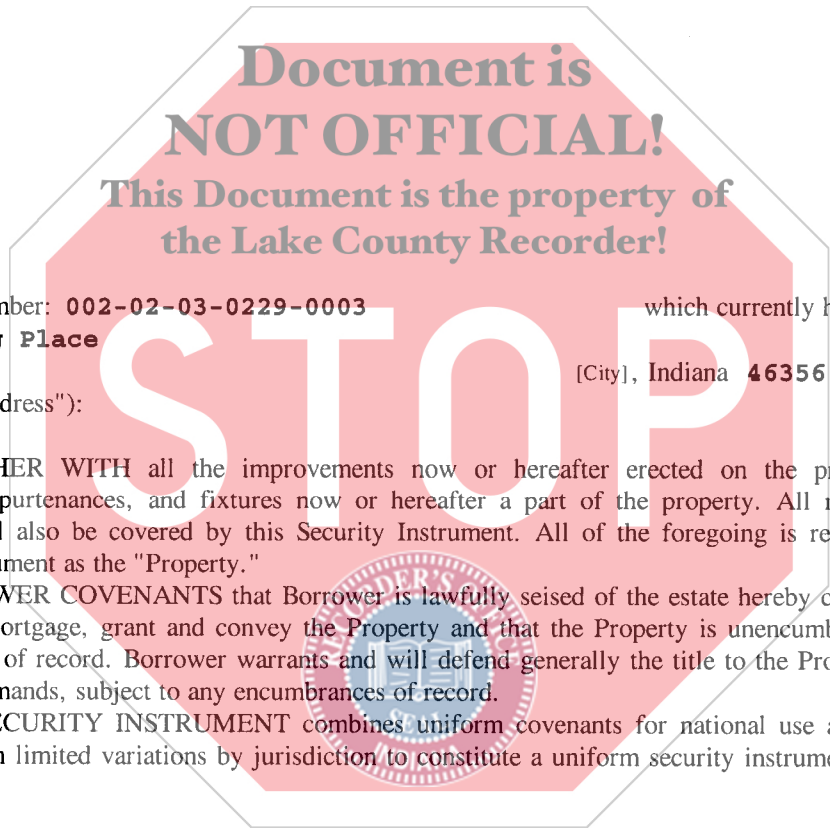 Document is
NOT OFFICIAL!
This Document is the property of
the Lake County Recorder!
nber: 002-02-03-0229-0003 which currently h
Place
[City], Indiana 46356
dress"):
STOP
HER WITH all the improvements now or hereafter erected on the pr
purtenances, and fixtures now or hereafter a part of the property. All r
l also be covered by this Security Instrument. All of the foregoing is re
ument as the "Property."
WER COVENANTS that Borrower is lawfully seised of the estate hereby c
ortgage, grant and convey the Property and that the Property is unencumb
of record. Borrower warrants and will defend generally the title to the Pro
mands, subject to any encumbrances of record.
ECURITY INSTRUMENT combines uniform covenants for national use a
n limited variations by jurisdiction to constitute a uniform security instrume
RECORDER'S OFFICE
SEAL
INDIANA